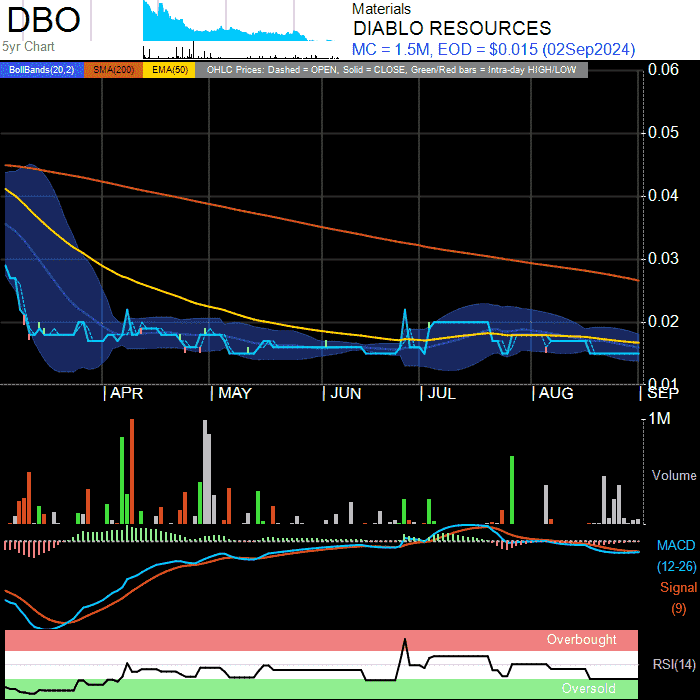 DBO
5yr Chart
Materials
DIABLO RESOURCES
MC = 1.5M, EOD = $0.015 (02Sep2024)
BollBands(20,2) SMA(200) EMA(50) OHLC Prices: Dashed = OPEN, Solid = CLOSE, Green/Red bars = Intra-day HIGH/LOW
0.06
0.05
0.04
0.03
0.02
0.01
APR MAY JUN JUL AUG SEP
1M
Volume
MACD
(12-26)
Signal
(9)
Overbought
RSI(14)
Oversold